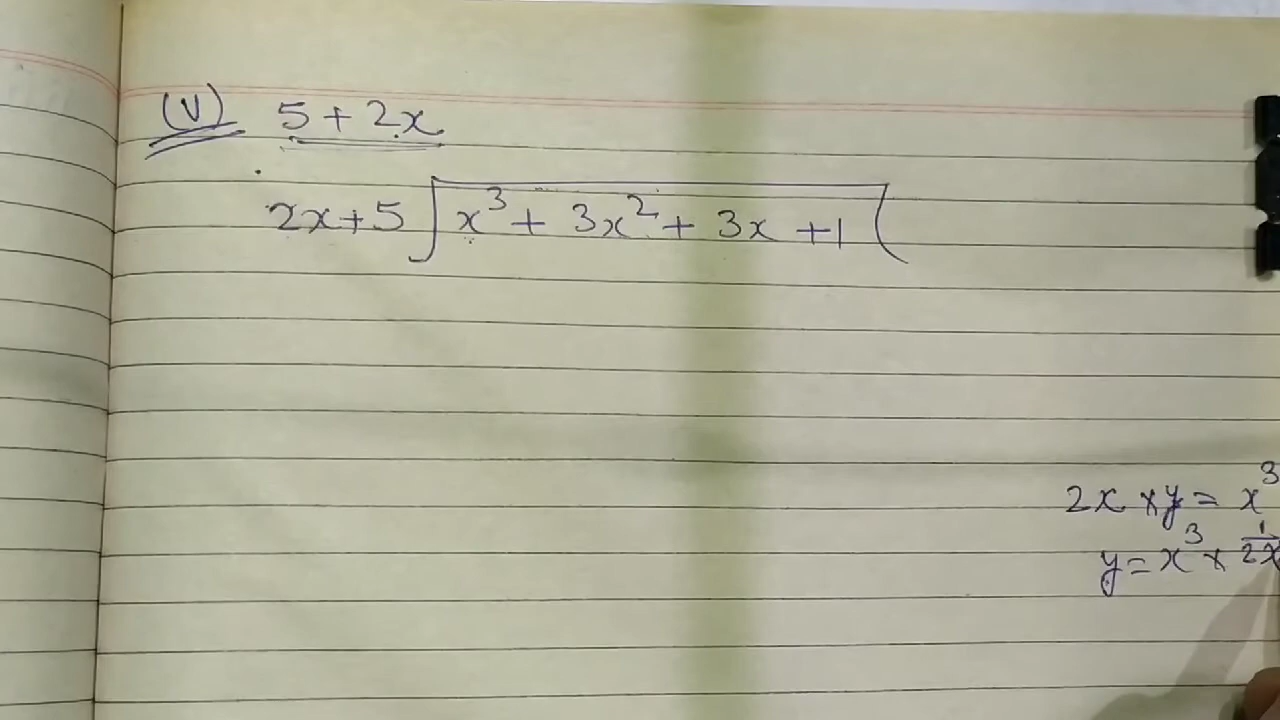 (V) 5 + 2x
2x + 5 ) x³ + 3x² + 3x + 1 (
2x × y = x³
y = x³ × 1/2x